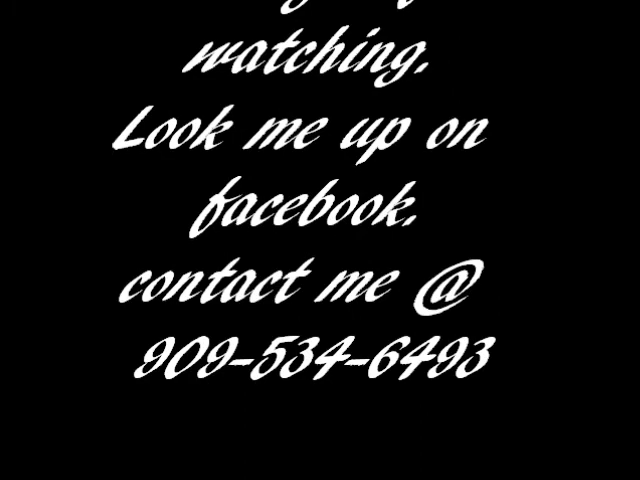 watching.
Look me up on
facebook.
contact me @
909-534-6493